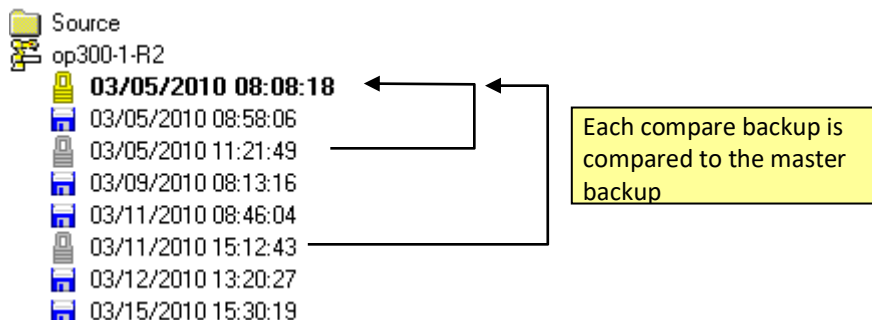 Source
op300-1-R2
03/05/2010 08:08:18
03/05/2010 08:58:06
03/05/2010 11:21:49
03/09/2010 08:13:16
03/11/2010 08:46:04
03/11/2010 15:12:43
03/12/2010 13:20:27
03/15/2010 15:30:19
Each compare backup is
compared to the master
backup